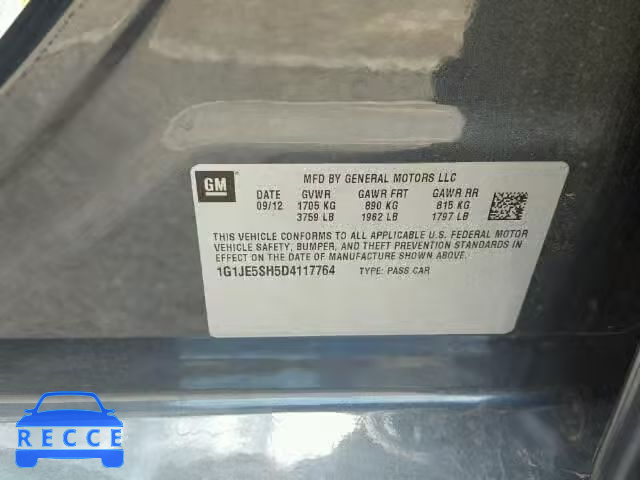 GM
MFD BY GENERAL MOTORS LLC
DATE GVWR GAWR FRT GAWR RR
09/12 1705 KG 890 KG 815 KG
3759 LB 1962 LB 1797 LB
THIS VEHICLE CONFORMS TO ALL APPLICABLE U.S. FEDERAL MOTOR
VEHICLE SAFETY, BUMPER, AND THEFT PREVENTION STANDARDS IN
EFFECT ON THE DATE OF MANUFACTURE SHOWN ABOVE.
1G1JE5SH5D4117764 TYPE: PASS CAR
RECCE